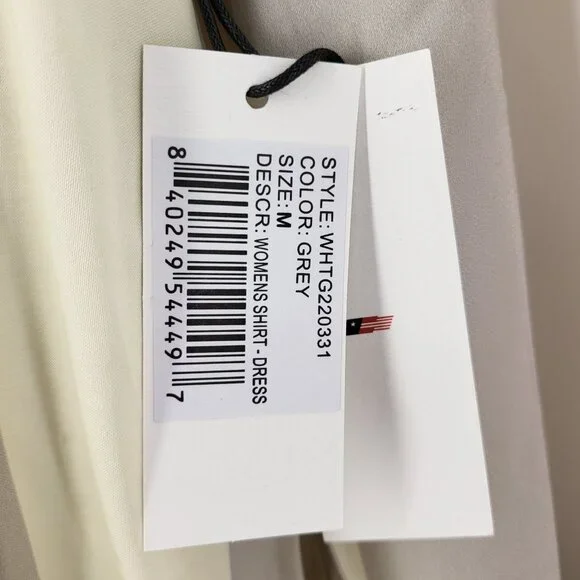 STYLE: WHTG220331
COLOR: GREY
SIZE: M
DESCR: WOMENS SHIRT - DRESS
8 40249 54449 7